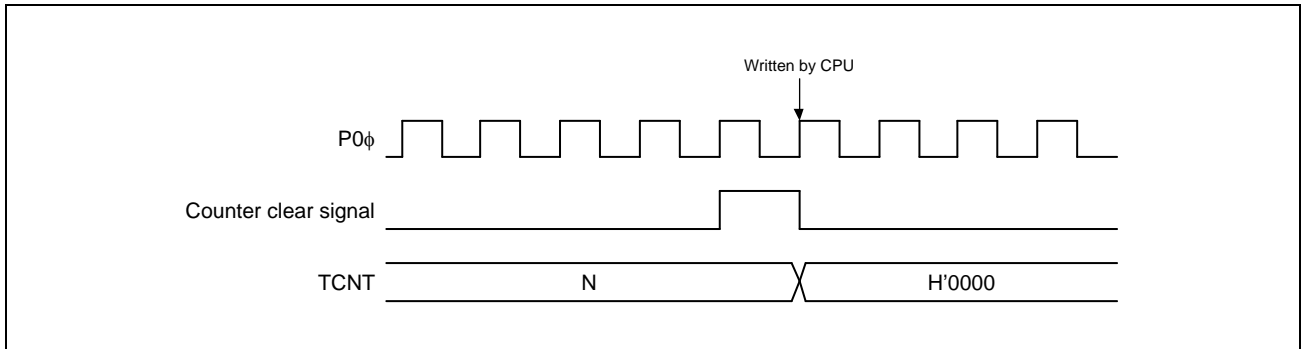 Written by CPU
P0ϕ
Counter clear signal
TCNT
N
H'0000